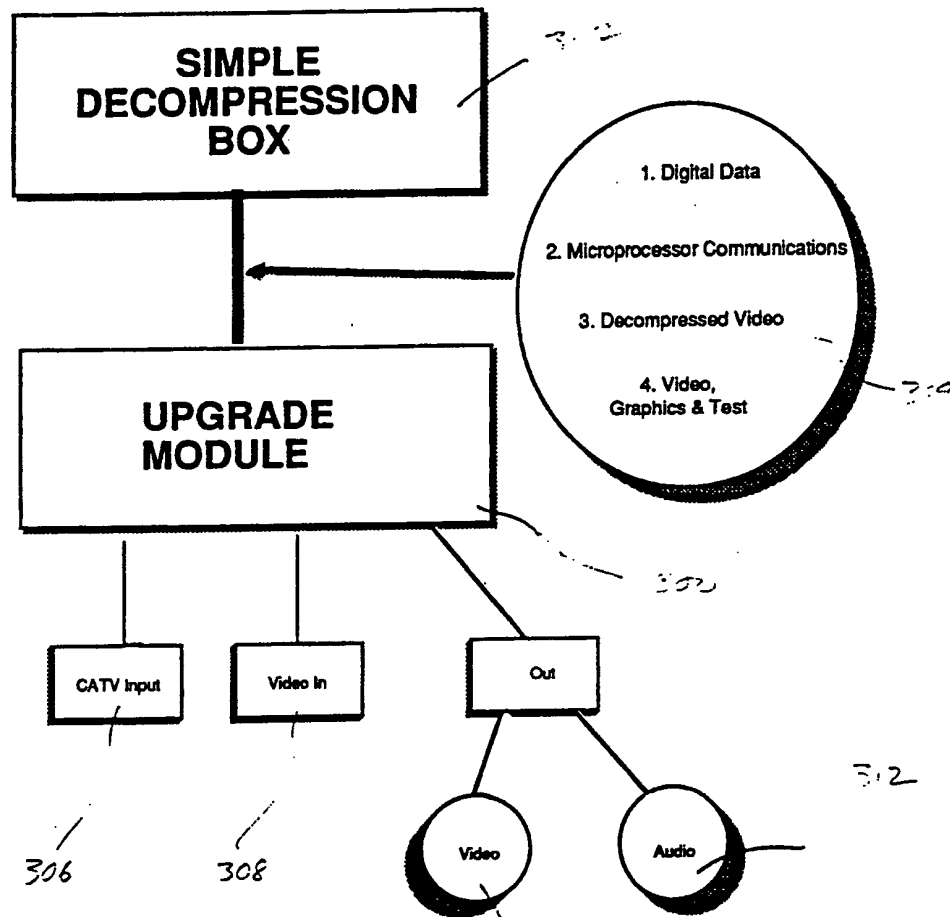 SIMPLE
DECOMPRESSION
BOX
1. Digital Data
2. Microprocessor Communications
3. Decompressed Video
4. Video,
Graphics & Test
UPGRADE
MODULE
CATV Input
Video In
Out
312
Video
Audio
306
308